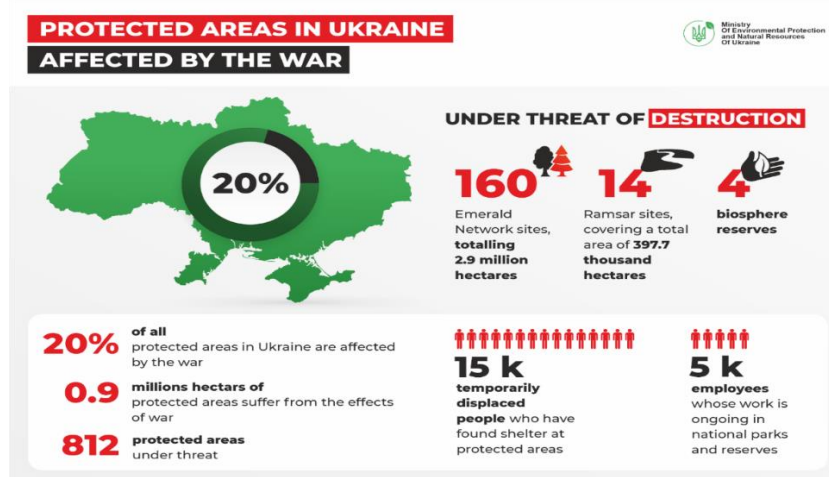 PROTECTED AREAS IN UKRAINE
AFFECTED BY THE WAR
Ministry
Of Environmental Protection
and Natural Resources
Of Ukraine
20%
UNDER THREAT OF DESTRUCTION
160
Emerald
Network sites,
totalling
2.9 million
hectares
14
Ramsar sites,
covering a total
area of 397.7
thousand
hectares
4
biosphere
reserves
20%
of all
protected areas in Ukraine are affected
by the war
0.9
millions hectars of
protected areas suffer from the effects
of war
812
protected areas
under threat
15 k
temporarily
displaced
people who have
found shelter at
protected areas
5 k
employees
whose work is
ongoing in
national parks
and reserves